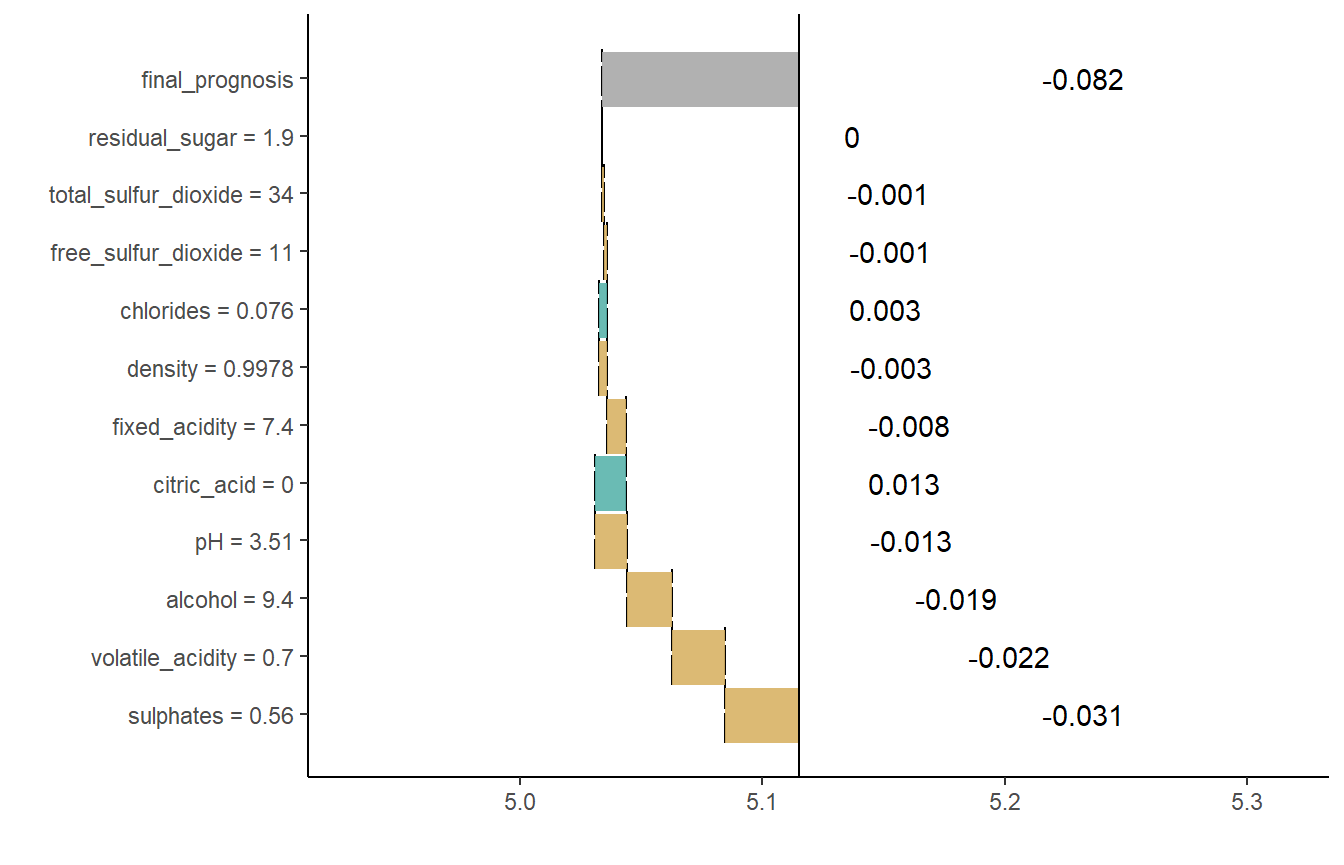 final_prognosis -0.082
residual_sugar = 1.9 0
total_sulfur_dioxide = 34 -0.001
free_sulfur_dioxide = 11 -0.001
chlorides = 0.076 0.003
density = 0.9978 -0.003
fixed_acidity = 7.4 -0.008
citric_acid = 0 0.013
pH = 3.51 -0.013
alcohol = 9.4 -0.019
volatile_acidity = 0.7 -0.022
sulphates = 0.56 -0.031
5.0 5.1 5.2 5.3